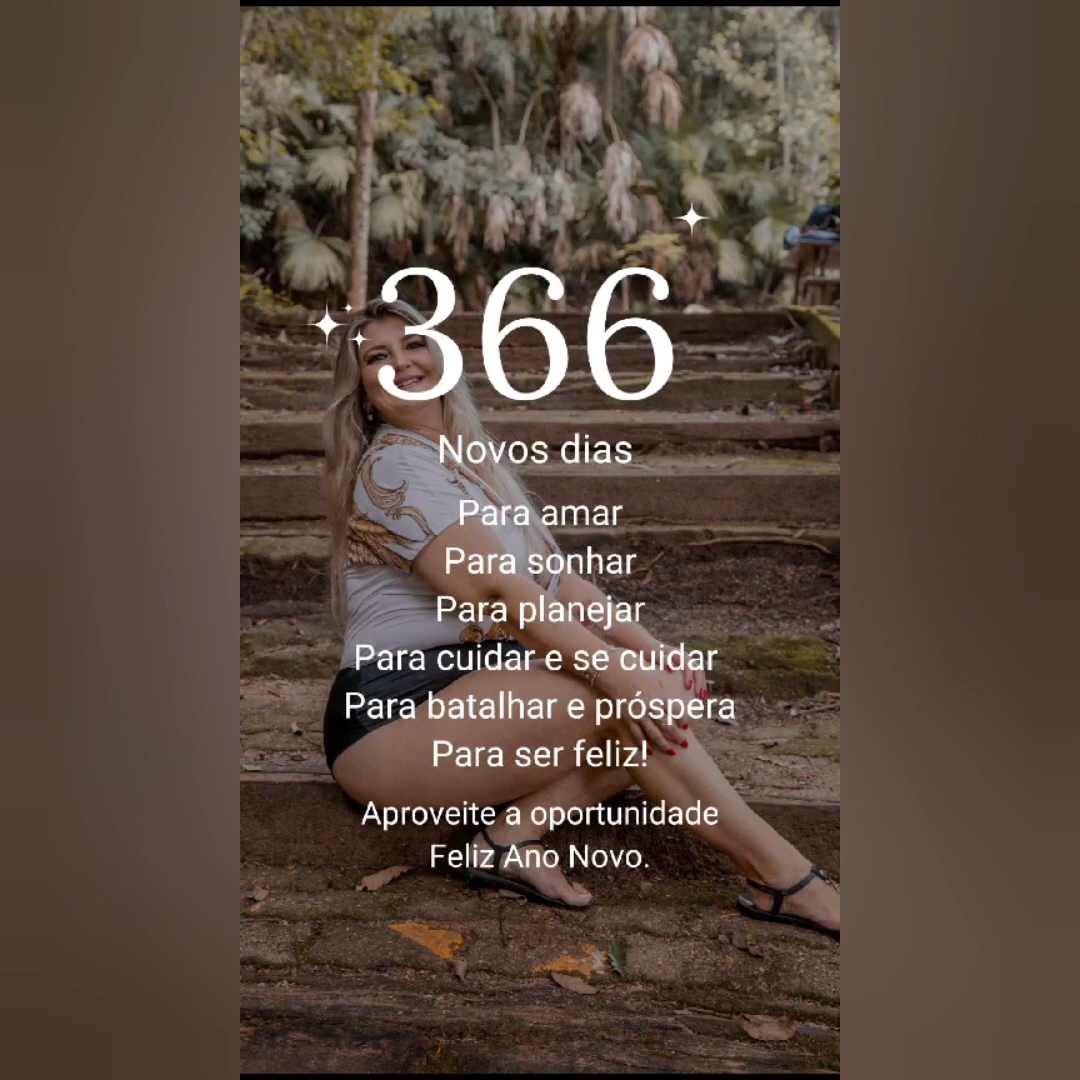 366
Novos dias
Para amar
Para sonhar
Para planejar
Para cuidar e se cuidar
Para batalhar e próspera
Para ser feliz!
Aproveite a oportunidade
Feliz Ano Novo.